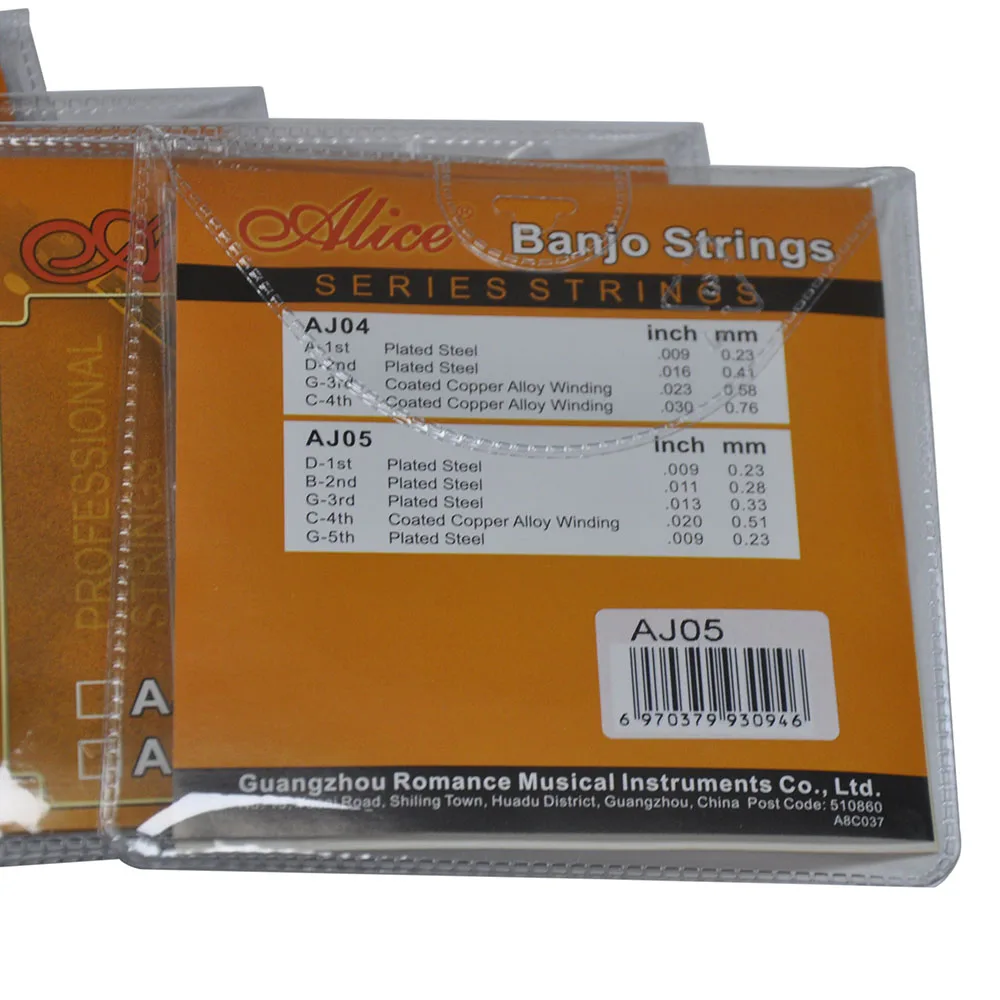 Alice ® Banjo Strings
SERIES STRINGS
AJ04 inch mm
A-1st Plated Steel .009 0.23
D-2nd Plated Steel .016 0.41
G-3rd Coated Copper Alloy Winding .023 0.58
C-4th Coated Copper Alloy Winding .030 0.76
AJ05 inch mm
D-1st Plated Steel .009 0.23
B-2nd Plated Steel .011 0.28
G-3rd Plated Steel .013 0.33
C-4th Coated Copper Alloy Winding .020 0.51
G-5th Plated Steel .009 0.23
AJ05
6 970379 930946
Guangzhou Romance Musical Instruments Co., Ltd.
Road, Shiling Town, Huadu District, Guangzhou, China Post Code: 510860
A8C037
PROFESSIONAL
STRINGS
A
A